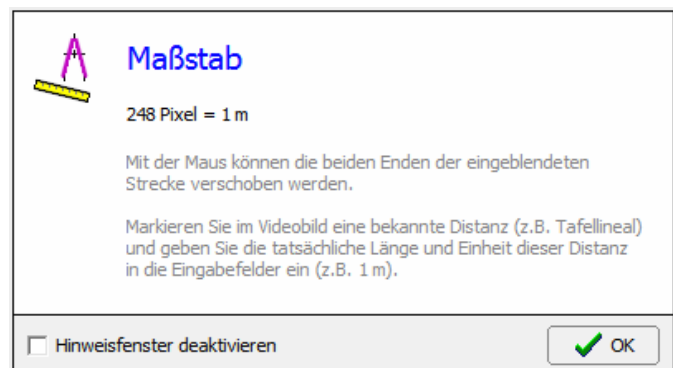 Maßstab
248 Pixel = 1 m
Mit der Maus können die beiden Enden der eingeblendeten
Strecke verschoben werden.
Markieren Sie im Videobild eine bekannte Distanz (z.B. Tafellineal)
und geben Sie die tatsächliche Länge und Einheit dieser Distanz
in die Eingabefelder ein (z.B. 1 m).
Hinweisfenster deaktivieren
OK